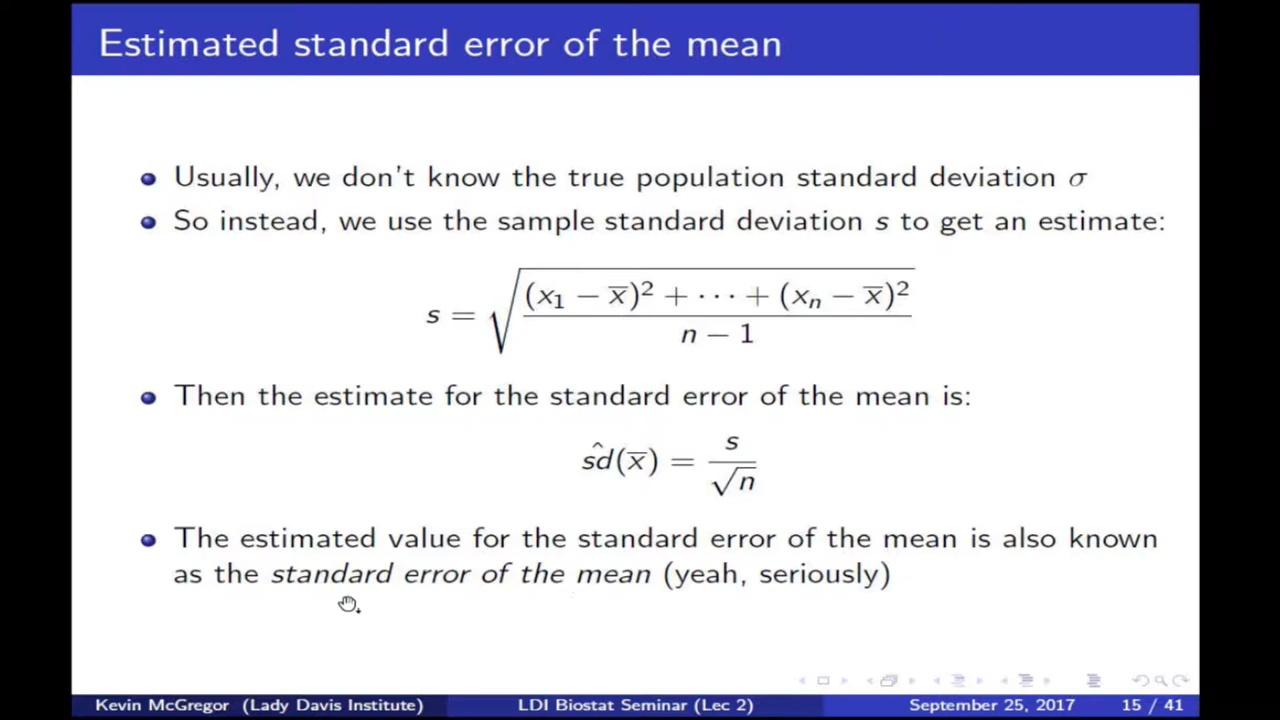 Estimated standard error of the mean
Usually, we don't know the true population standard deviation σ
So instead, we use the sample standard deviation s to get an estimate:
s = √(((x₁ − x̅)² + ⋯ + (xₙ − x̅)²) / (n − 1))
Then the estimate for the standard error of the mean is:
sd̂(x̅) = s / √n
The estimated value for the standard error of the mean is also known
as the standard error of the mean (yeah, seriously)
Kevin McGregor (Lady Davis Institute) LDI Biostat Seminar (Lec 2) September 25, 2017 15 / 41